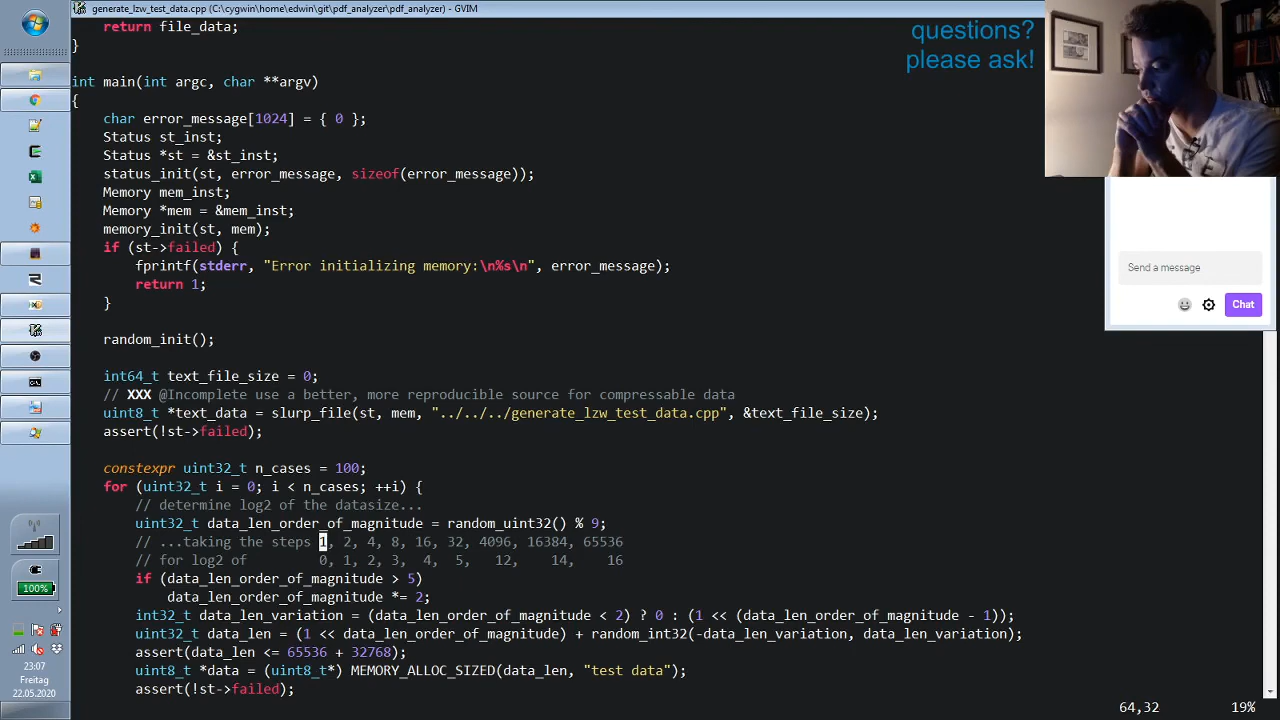 generate_lzw_test_data.cpp (C:\cygwin\home\edwin\git\pdf_analyzer\pdf_analyzer) - GVIM
questions?
please ask!
return file_data;
}
int main(int argc, char **argv)
{
char error_message[1024] = { 0 };
Status st_inst;
Status *st = &st_inst;
status_init(st, error_message, sizeof(error_message));
Memory mem_inst;
Memory *mem = &mem_inst;
memory_init(st, mem);
if (st->failed) {
fprintf(stderr, "Error initializing memory:\n%s\n", error_message);
return 1;
}
random_init();
int64_t text_file_size = 0;
// XXX @Incomplete use a better, more reproducible source for compressable data
uint8_t *text_data = slurp_file(st, mem, "../../../generate_lzw_test_data.cpp", &text_file_size);
assert(!st->failed);
constexpr uint32_t n_cases = 100;
for (uint32_t i = 0; i < n_cases; ++i) {
// determine log2 of the datasize...
uint32_t data_len_order_of_magnitude = random_uint32() % 9;
// ...taking the steps 1, 2, 4, 8, 16, 32, 4096, 16384, 65536
// for log2 of 0, 1, 2, 3, 4, 5, 12, 14, 16
if (data_len_order_of_magnitude > 5)
data_len_order_of_magnitude *= 2;
int32_t data_len_variation = (data_len_order_of_magnitude < 2) ? 0 : (1 << (data_len_order_of_magnitude - 1));
uint32_t data_len = (1 << data_len_order_of_magnitude) + random_int32(-data_len_variation, data_len_variation);
assert(data_len <= 65536 + 32768);
uint8_t *data = (uint8_t*) MEMORY_ALLOC_SIZED(data_len, "test data");
assert(!st->failed);
64,32 19%
Send a message
Chat
100%
23:07
Freitag
22.05.2020